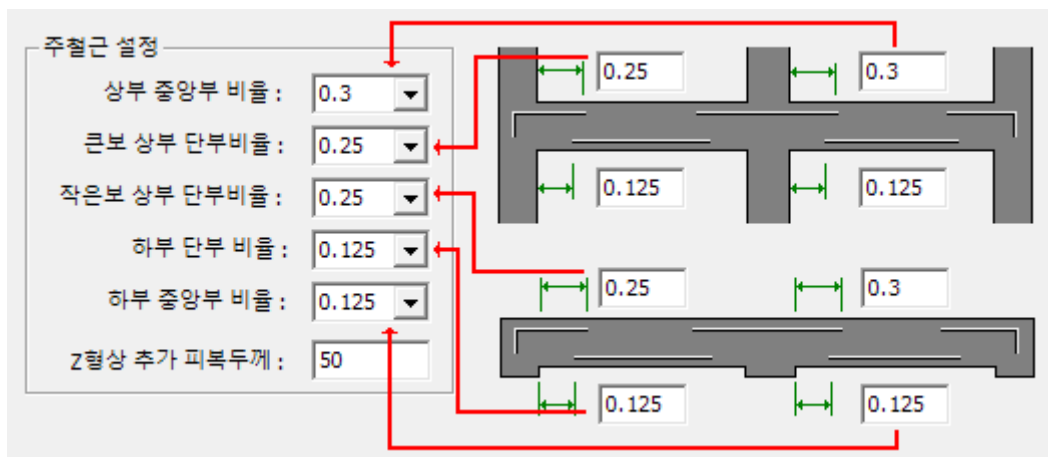 주철근 설정
상부 중앙부 비율 : 0.3
큰보 상부 단부비율 : 0.25
작은보 상부 단부비율 : 0.25
하부 단부 비율 : 0.125
하부 중앙부 비율 : 0.125
Z형상 추가 피복두께 : 50
0.25 0.3
0.125 0.125
0.25 0.3
0.125 0.125